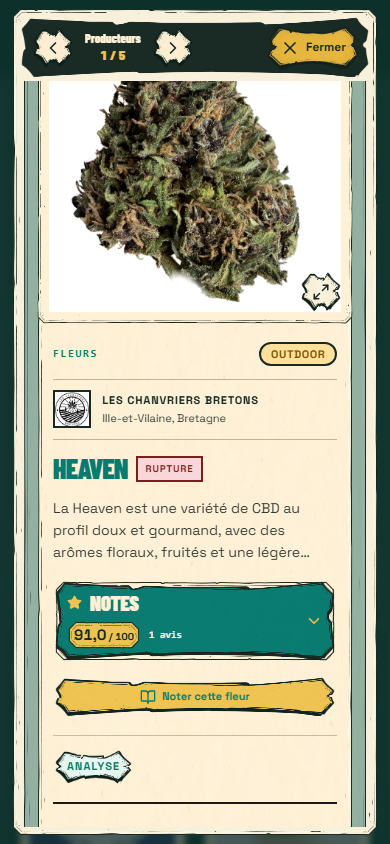 Producteurs
1 / 5
Fermer
FLEURS
OUTDOOR
LES CHANVRIERS BRETONS
Ille-et-Vilaine, Bretagne
HEAVEN
RUPTURE
La Heaven est une variété de CBD au
profil doux et gourmand, avec des
arômes floraux, fruités et une légère…
NOTES
91,0 / 100
1 avis
Noter cette fleur
ANALYSE